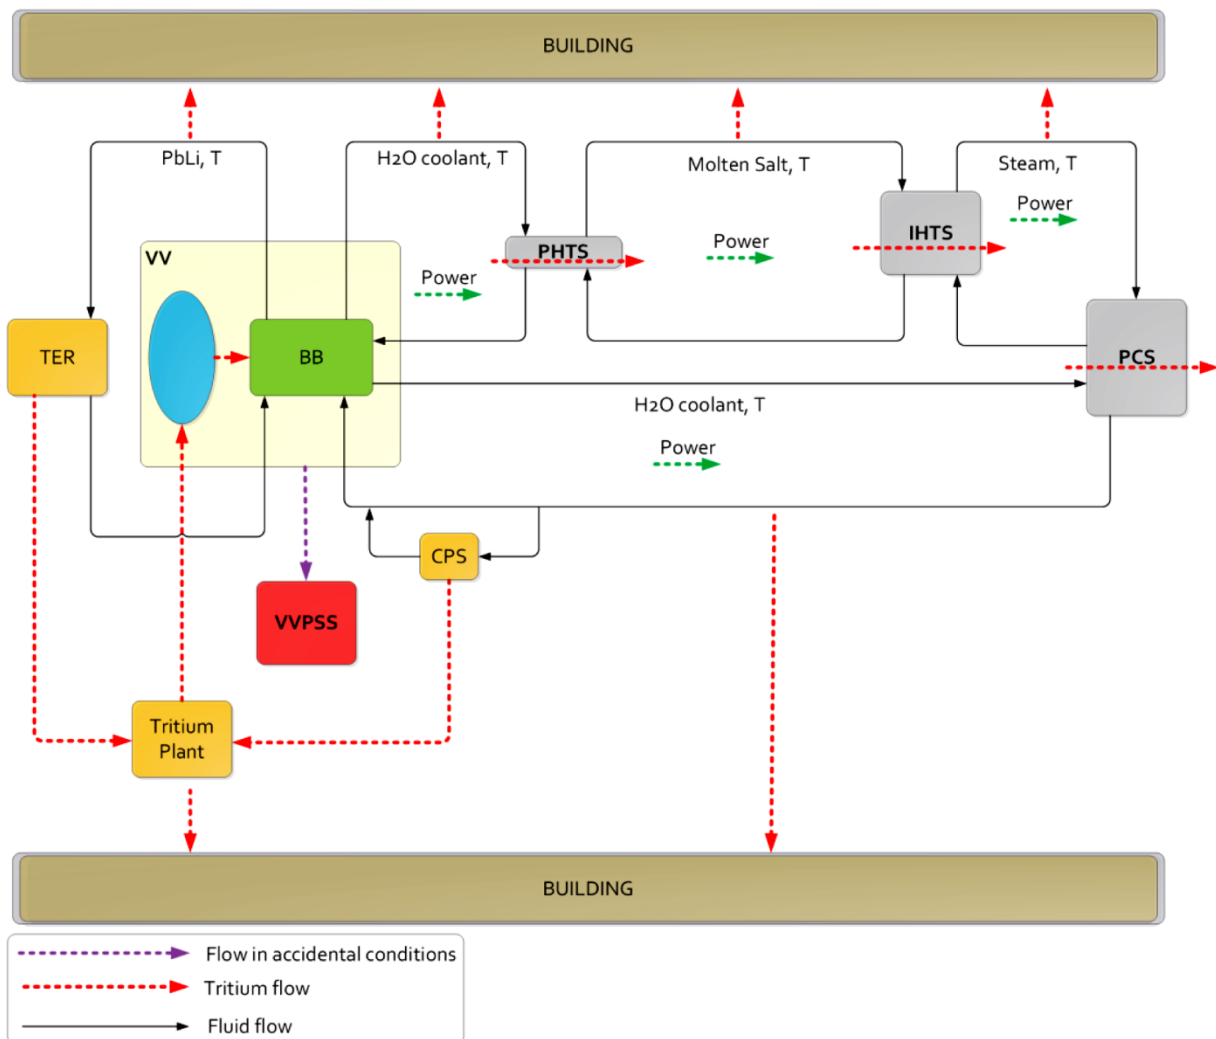 BUILDING
PbLi, T
H2O coolant, T
Molten Salt, T
Steam, T
Power
IHTS
Power
PHTS
VV
Power
TER
BB
PCS
H2O coolant, T
Power
CPS
VVPSS
Tritium
Plant
BUILDING
Flow in accidental conditions
Tritium flow
Fluid flow